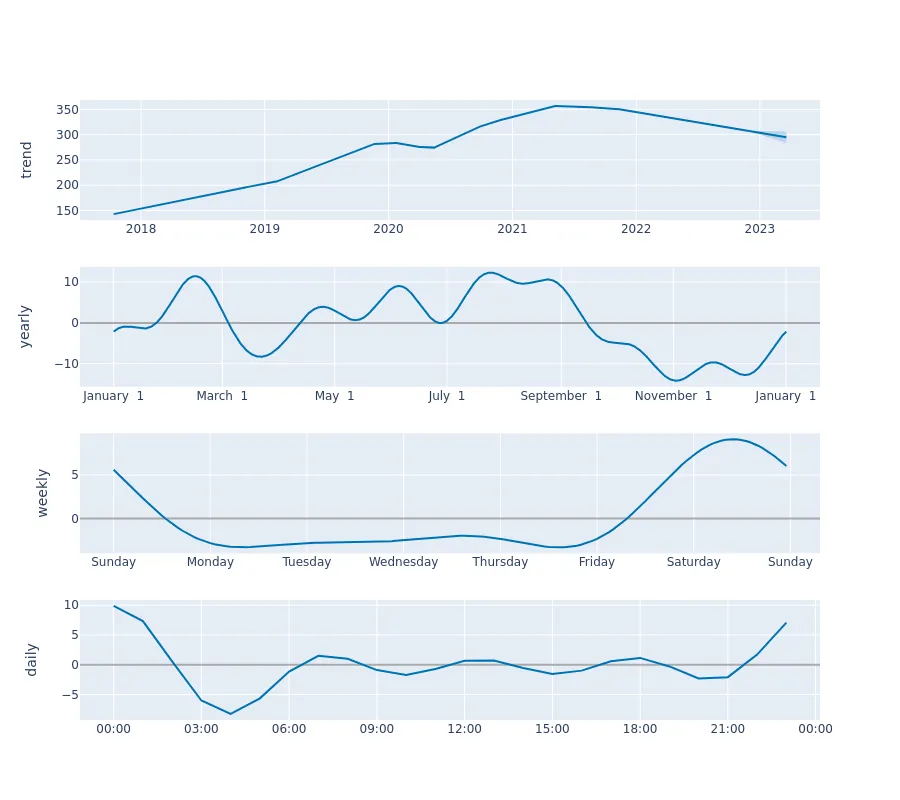 trend
350
300
250
200
150
2018 2019 2020 2021 2022 2023
yearly
10
0
−10
January 1 March 1 May 1 July 1 September 1 November 1 January 1
weekly
5
0
Sunday Monday Tuesday Wednesday Thursday Friday Saturday Sunday
daily
10
5
0
−5
00:00 03:00 06:00 09:00 12:00 15:00 18:00 21:00 00:00